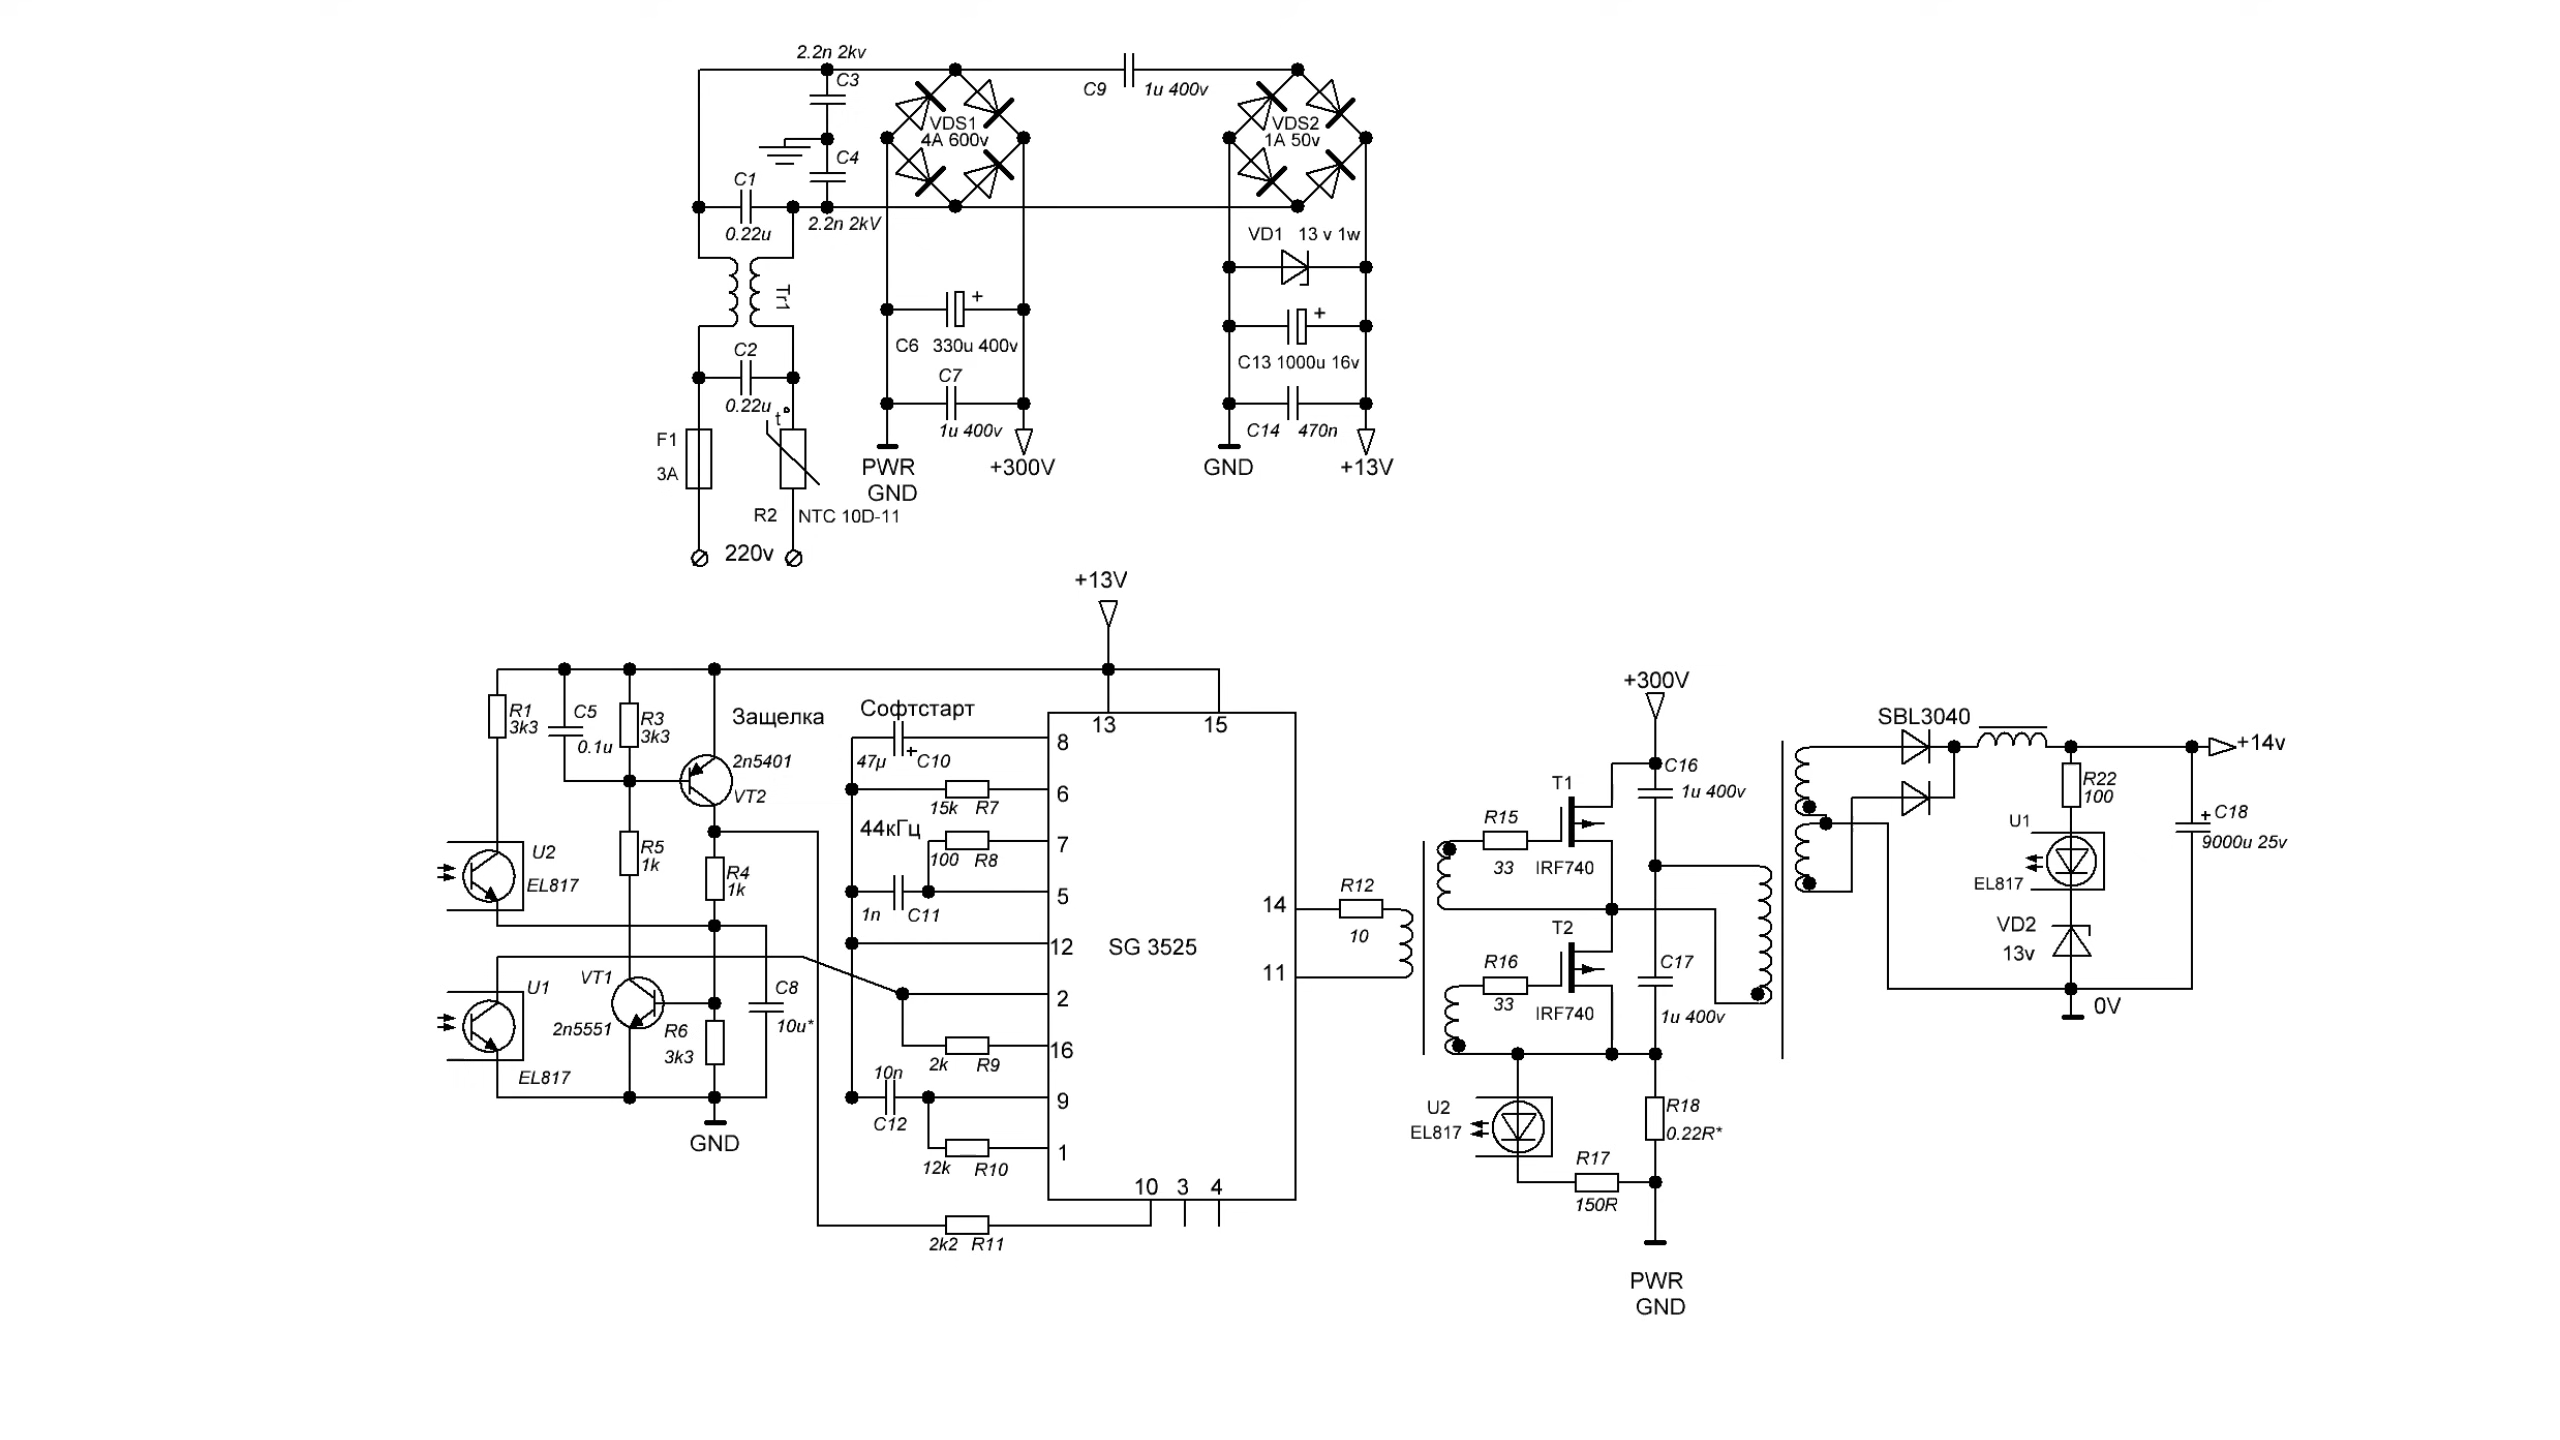 2.2n 2kv
C3
C9 1u 400v
VDS1
4A 600v
VDS2
1A 50v
C4
C1
0.22u
2.2n 2kV
VD1 13 v 1w
Tr1
+
+
C6 330u 400v
C2
C13 1000u 16v
C7
0.22u
t°
1u 400v
C14 470n
F1
3A
PWR
GND
+300V
GND
+13V
R2 NTC 10D-11
220v
+13V
R1
3k3
C5
0.1u
R3
3k3
Защелка
2n5401
VT2
Софтстарт
47µ
+
C10
15k R7
44кГц
100 R8
1n C11
U2
EL817
R5
1k
R4
1k
U1
EL817
VT1
2n5551
R6
3k3
C8
10u*
GND
2k R9
10n
C12
12k R10
2k2 R11
13
15
8
6
7
5
12
2
16
9
1
10
3
4
14
11
SG 3525
R12
10
+300V
C16
1u 400v
T1
R15
33
IRF740
T2
R16
33
IRF740
C17
1u 400v
U2
EL817
R18
0.22R*
R17
150R
PWR
GND
SBL3040
+14v
R22
100
U1
EL817
+
C18
9000u 25v
VD2
13v
0V